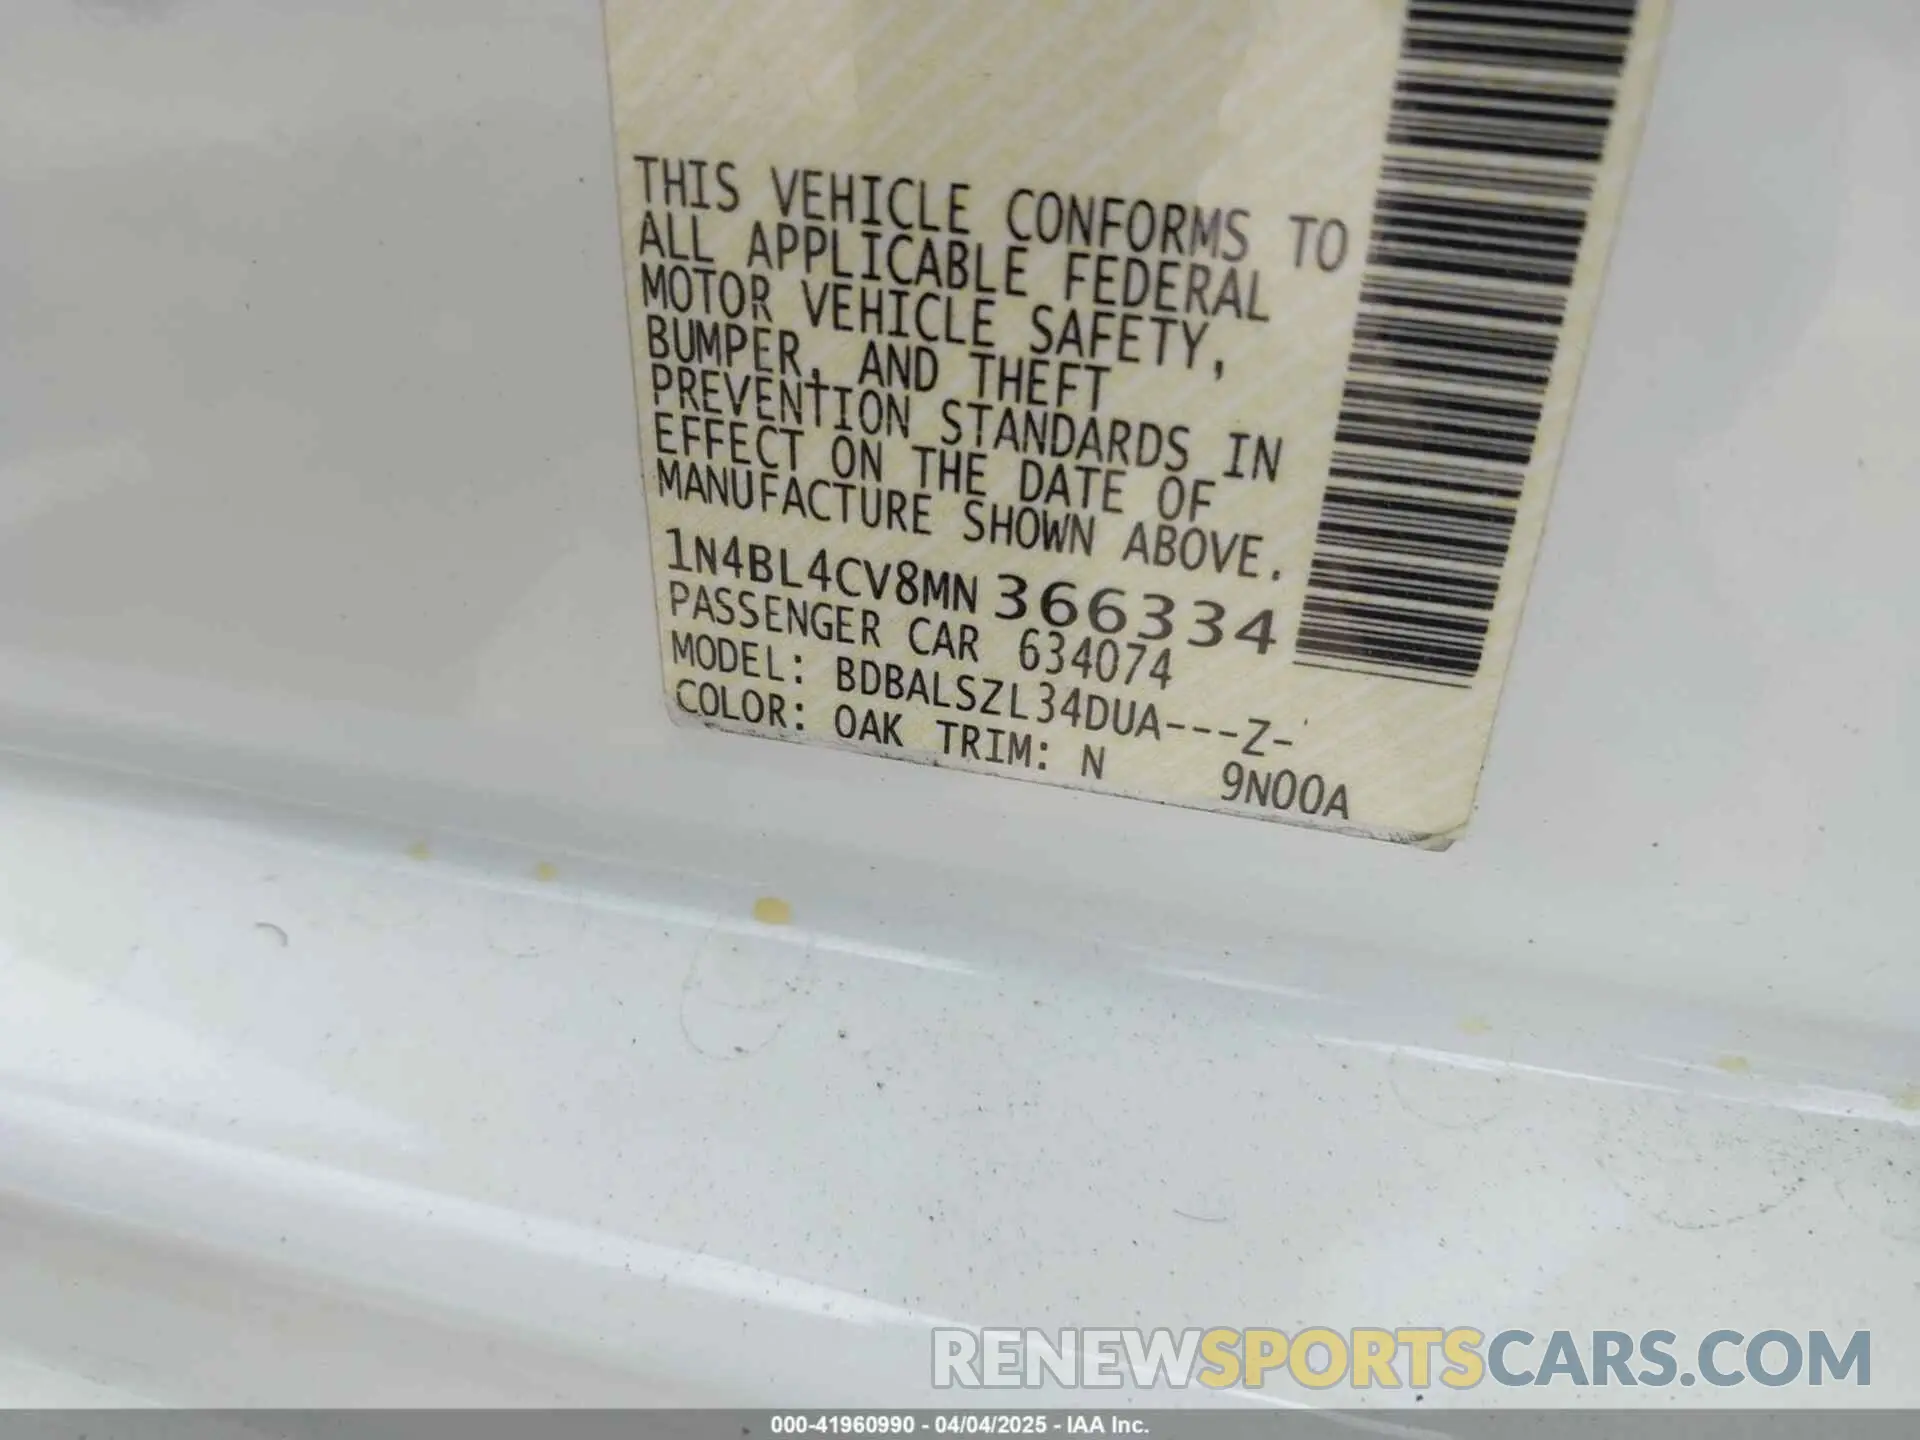 THIS VEHICLE CONFORMS TO
ALL APPLICABLE FEDERAL
MOTOR VEHICLE SAFETY,
BUMPER, AND THEFT
PREVENTION STANDARDS IN
EFFECT ON THE DATE OF
MANUFACTURE SHOWN ABOVE.
1N4BL4CV8MN 366334
PASSENGER CAR 634074
MODEL: BDBALSZL34DUA---Z-
COLOR: OAK TRIM: N 9N00A
RENEWSPORTSCARS.COM
000-41960990 - 04/04/2025 - IAA Inc.